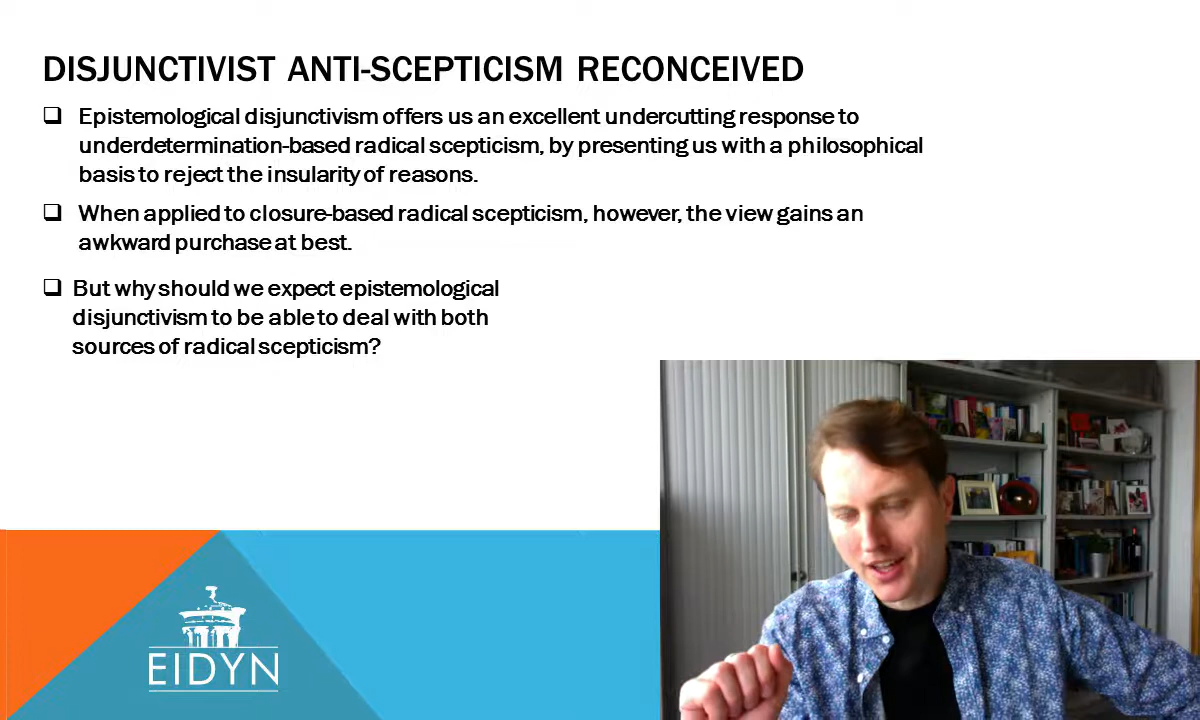 DISJUNCTIVIST ANTI-SCEPTICISM RECONCEIVED
Epistemological disjunctivism offers us an excellent undercutting response to
underdetermination-based radical scepticism, by presenting us with a philosophical
basis to reject the insularity of reasons.
When applied to closure-based radical scepticism, however, the view gains an
awkward purchase at best.
But why should we expect epistemological
disjunctivism to be able to deal with both
sources of radical scepticism?
EIDYN